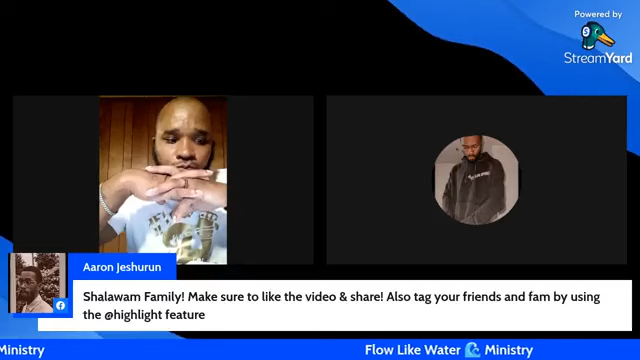 Powered by
StreamYard
Aaron Jeshurun
Shalawam Family! Make sure to like the video & share! Also tag your friends and fam by using
the @highlight feature
Ministry
Flow Like Water 🌊 Ministry